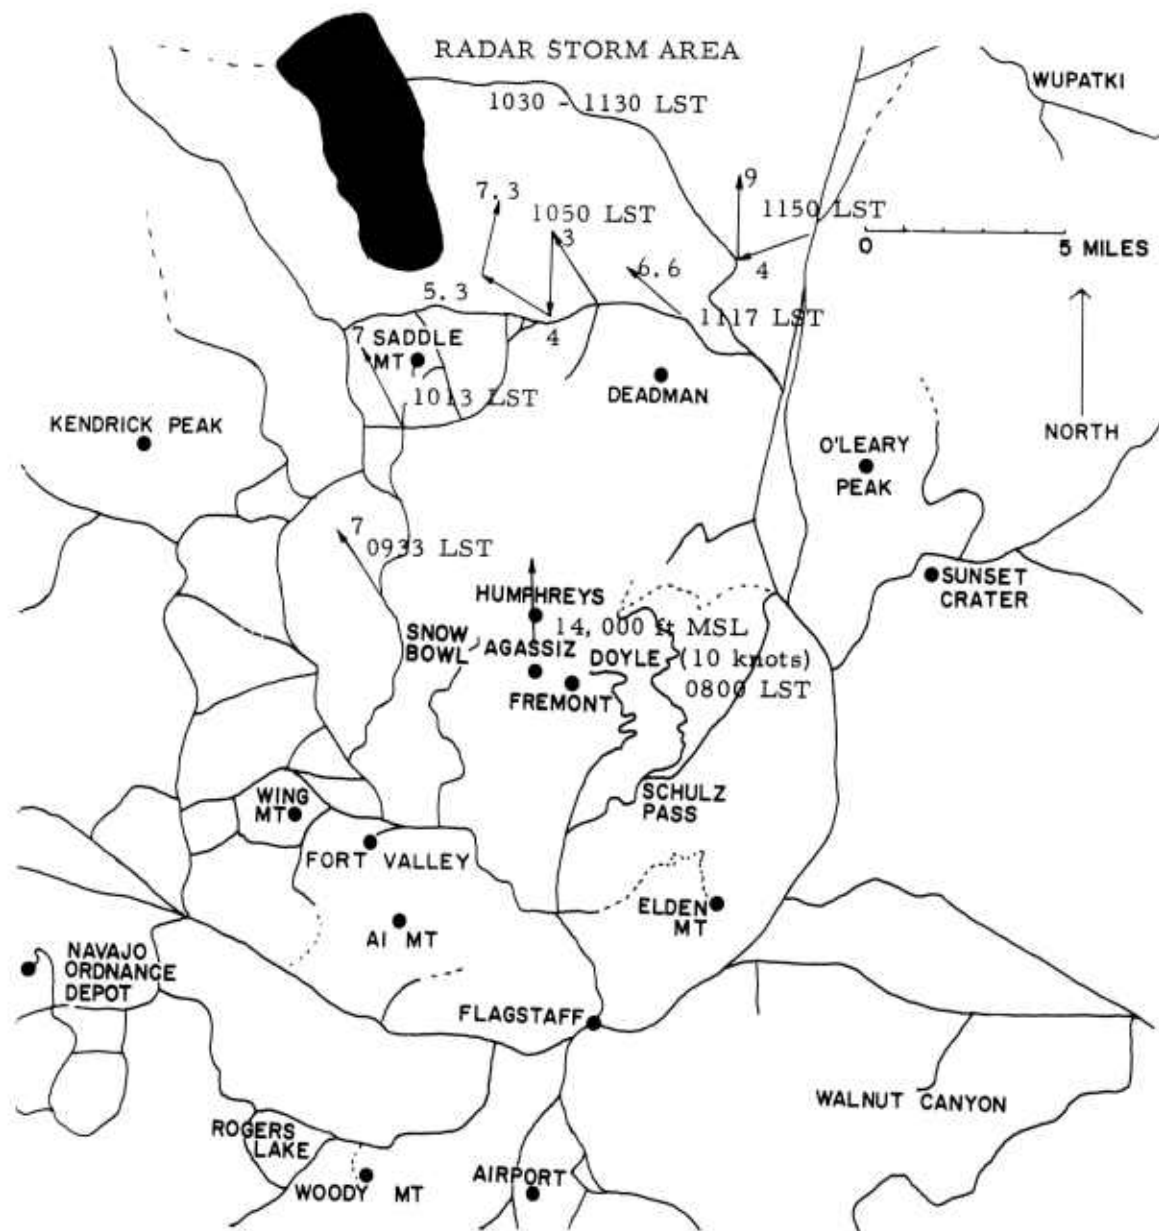 RADAR STORM AREA
WUPATKI
1030 - 1130 LST
7.3
9
1050 LST
1150 LST
3
0
5 MILES
6.6
4
5.3
1117 LST
7
SADDLE
MT
4
1013 LST
DEADMAN
KENDRICK PEAK
NORTH
O'LEARY
PEAK
7
0933 LST
HUMPHREYS
SUNSET
CRATER
14,000 ft MSL
SNOW
BOWL
AGASSIZ
DOYLE
(10 knots)
0800 LST
FREMONT
SCHULZ
PASS
WING
MT
FORT VALLEY
ELDEN
MT
A1 MT
NAVAJO
ORDNANCE
DEPOT
FLAGSTAFF
WALNUT CANYON
ROGERS
LAKE
AIRPORT
WOODY MT